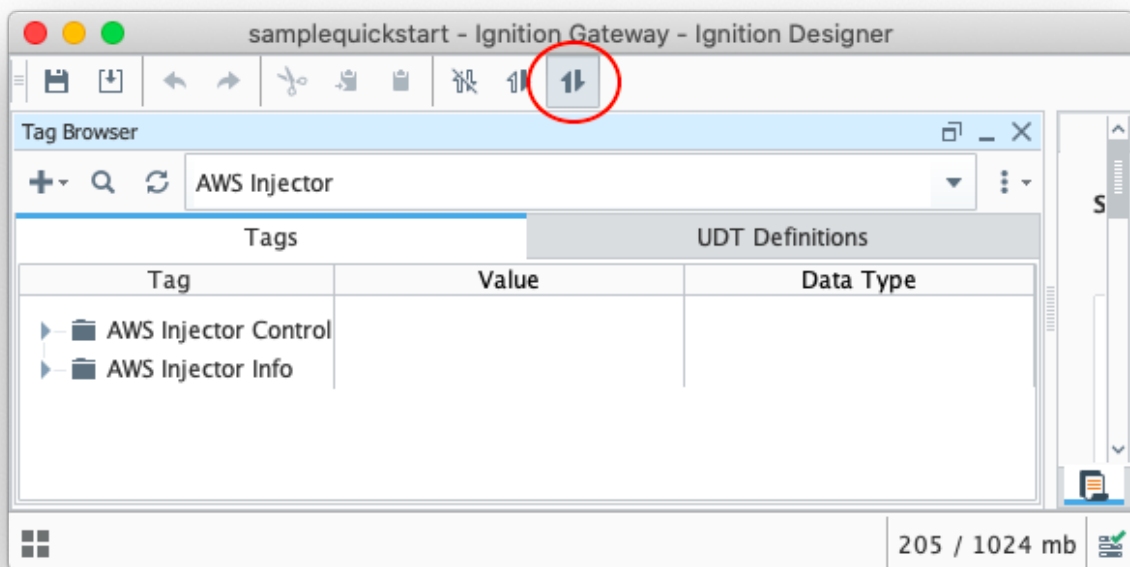 samplequickstart - Ignition Gateway - Ignition Designer
Tag Browser
AWS Injector
S
Tags UDT Definitions
Tag Value Data Type
AWS Injector Control
AWS Injector Info
205 / 1024 mb